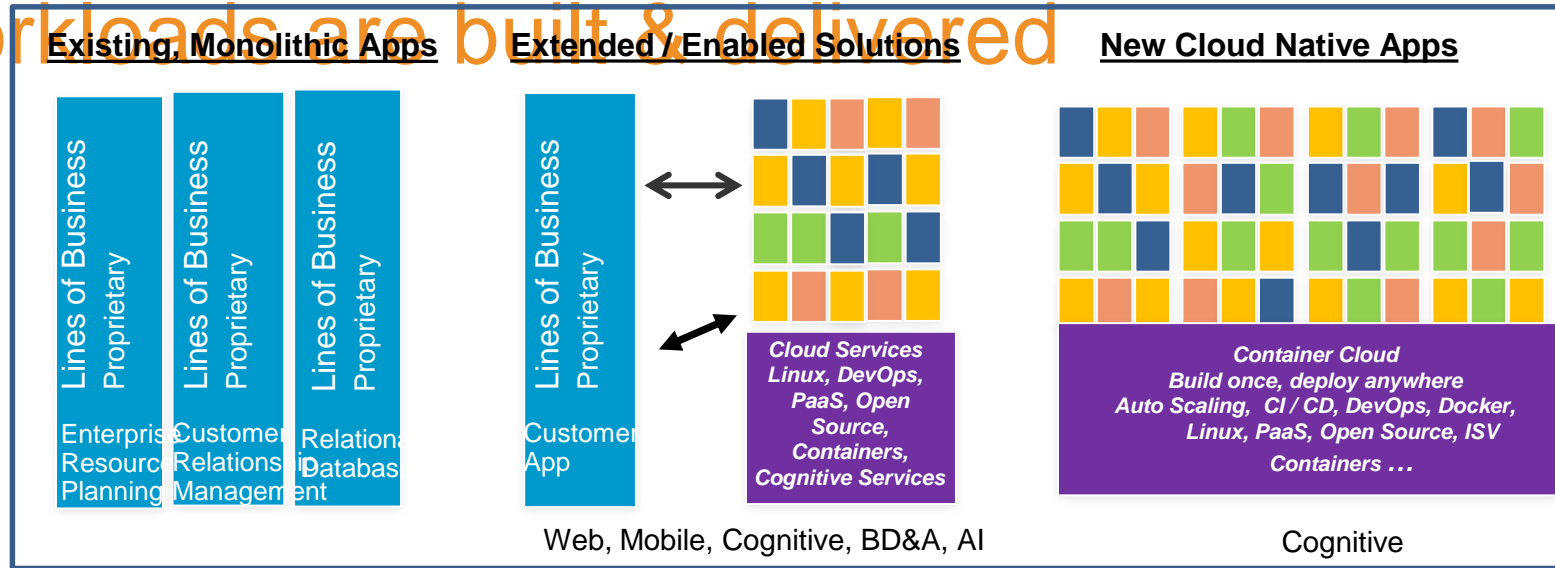 orkloads are built & delivered
Existing, Monolithic Apps
Extended / Enabled Solutions
New Cloud Native Apps
Lines of Business
Proprietary
Enterprise
Resource
Planning
Lines of Business
Proprietary
Customer
Relationship
Management
Lines of Business
Proprietary
Relational
Database
Lines of Business
Proprietary
Customer
App
Cloud Services
Linux, DevOps,
PaaS, Open
Source,
Containers,
Cognitive Services
Web, Mobile, Cognitive, BD&A, AI
Container Cloud
Build once, deploy anywhere
Auto Scaling, CI / CD, DevOps, Docker,
Linux, PaaS, Open Source, ISV
Containers ...
Cognitive